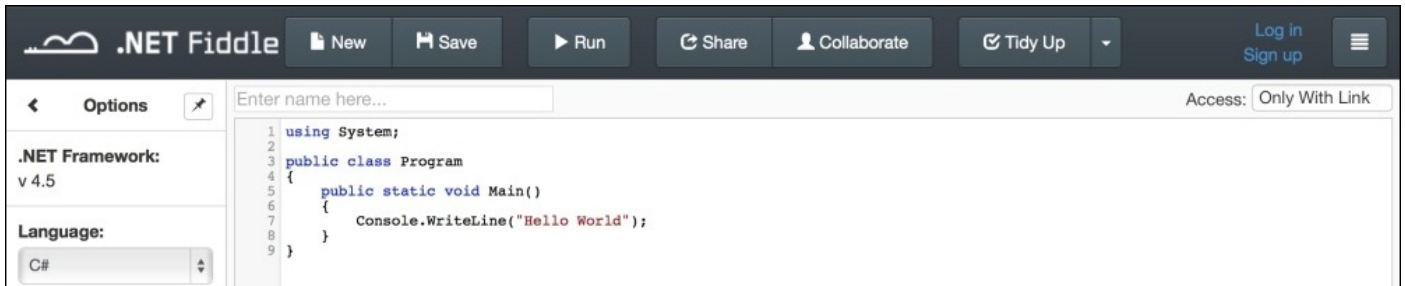 .NET Fiddle New Save Run Share Collaborate Tidy Up Log in
Sign up
Options Enter name here... Access: Only With Link
.NET Framework:
v 4.5
Language:
C#
1 using System;
2
3 public class Program
4 {
5     public static void Main()
6     {
7         Console.WriteLine("Hello World");
8     }
9 }